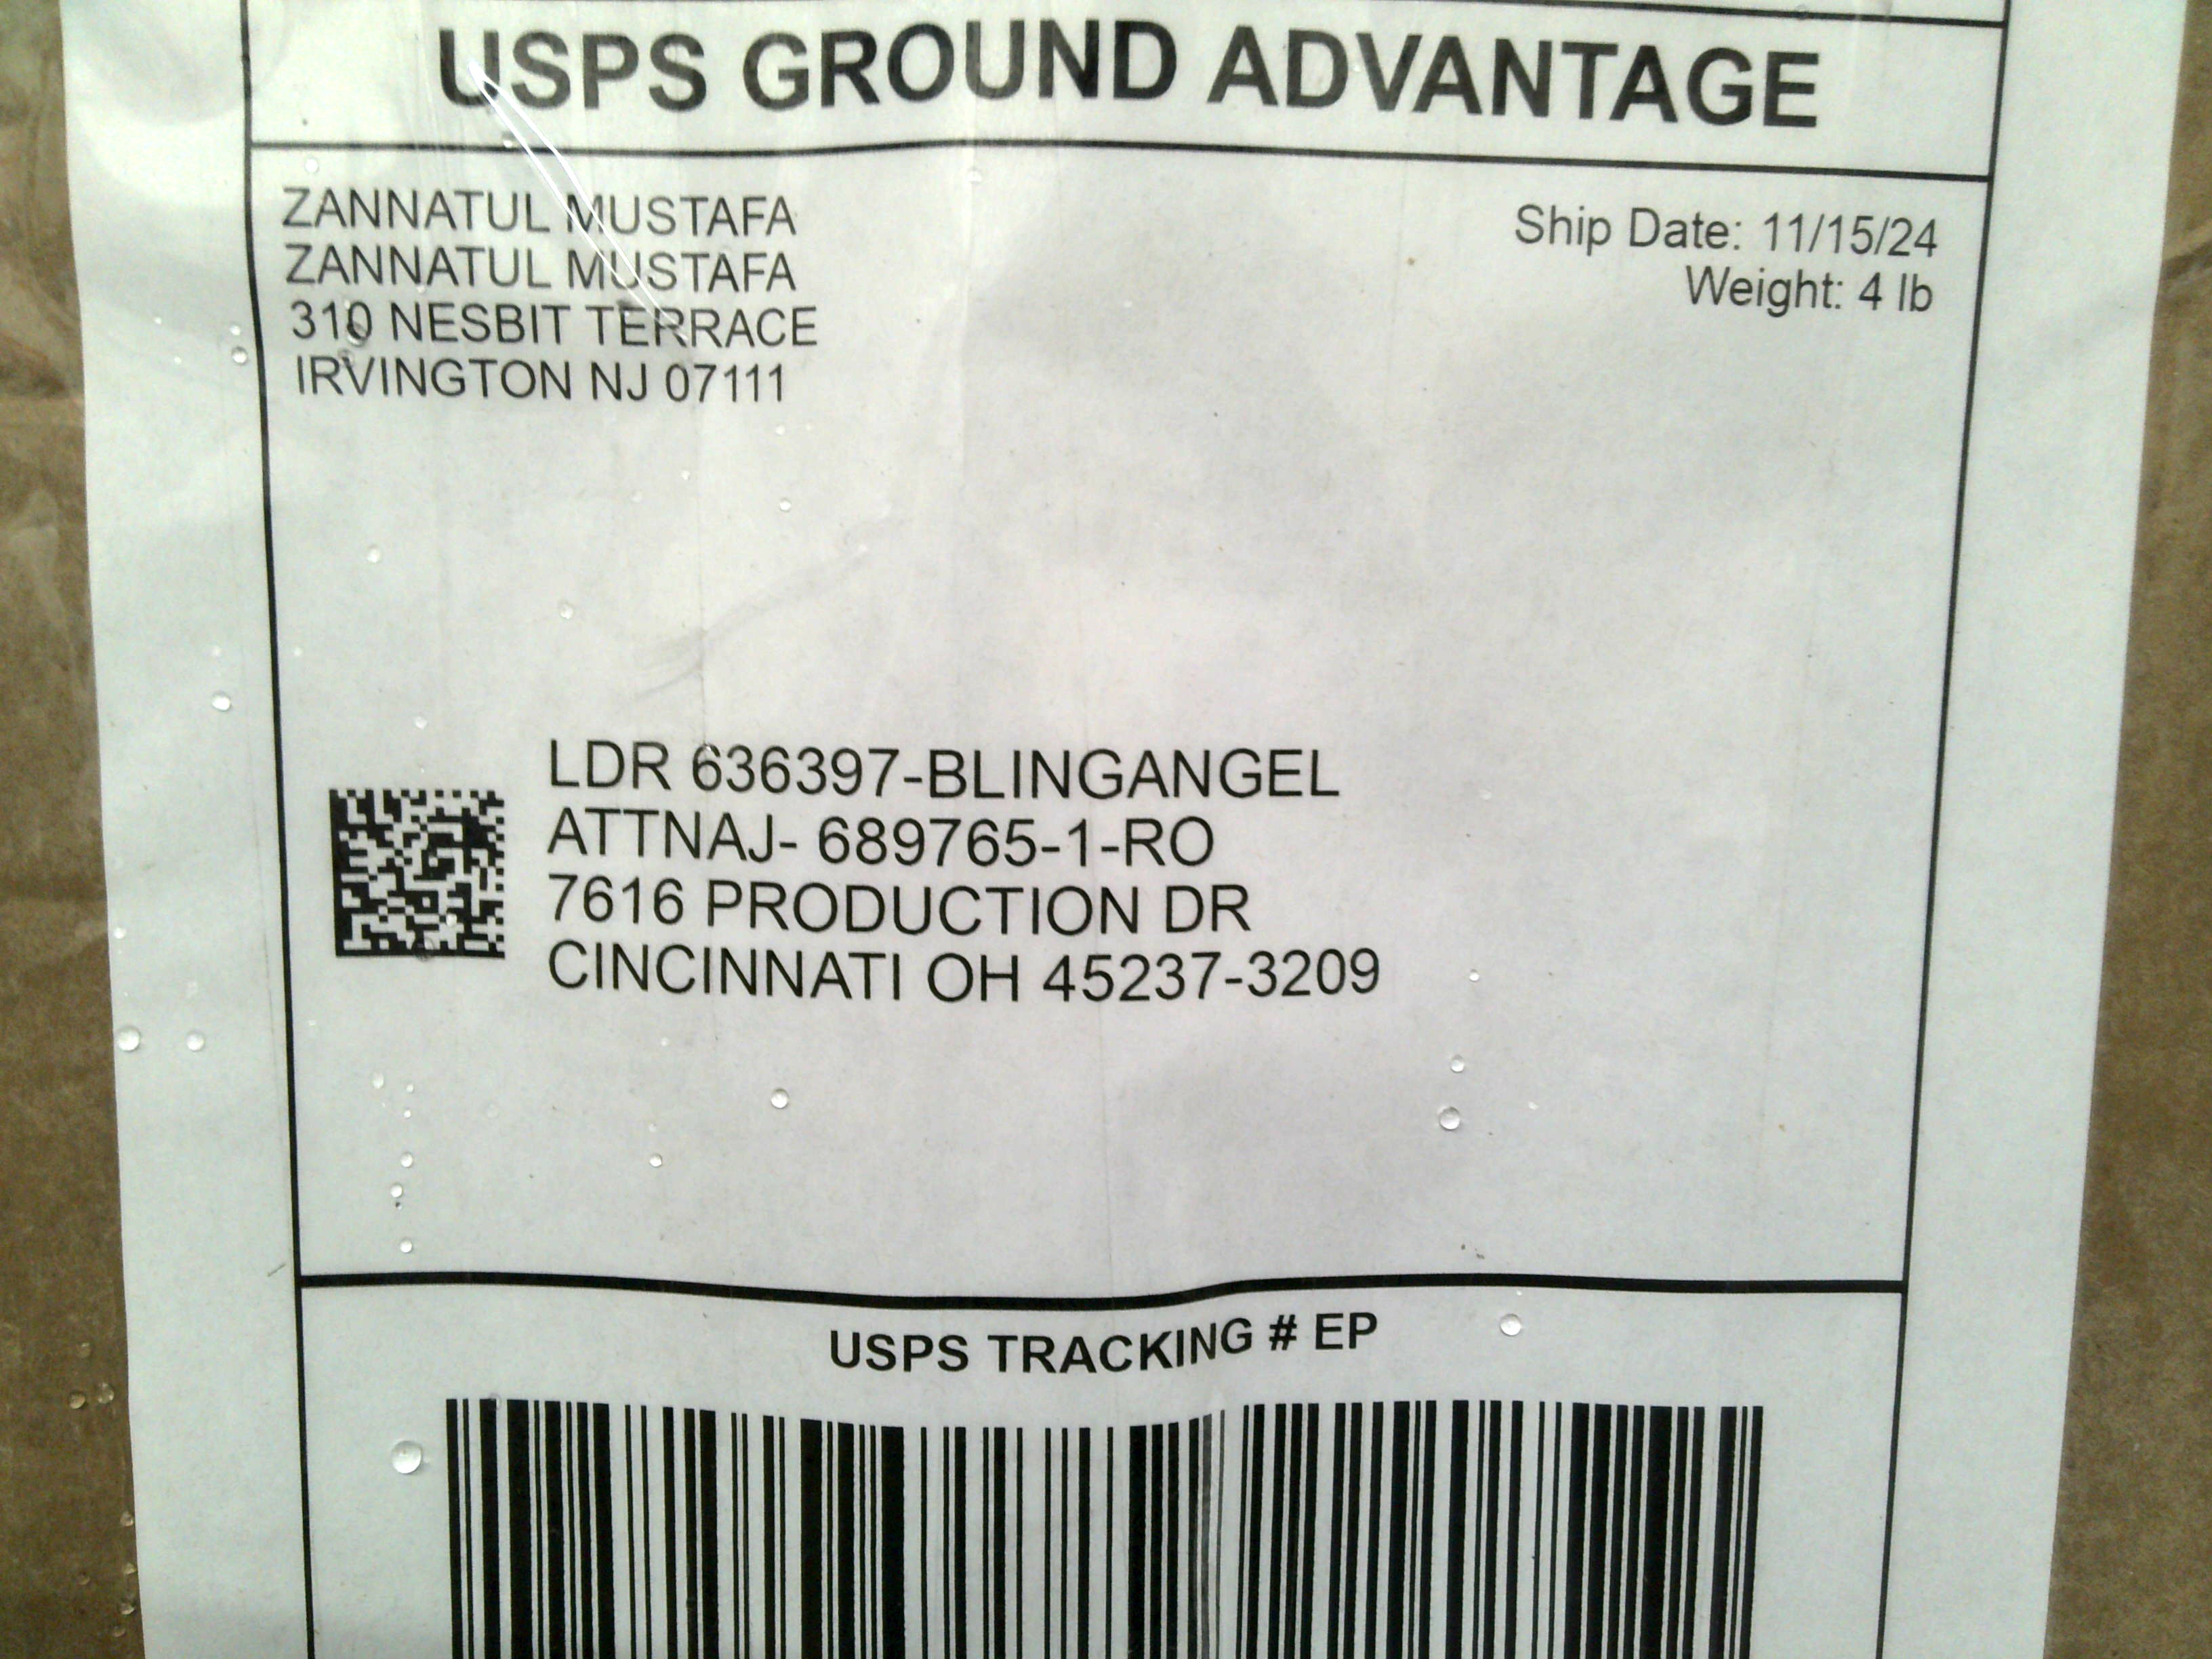 USPS GROUND ADVANTAGE
ZANNATUL MUSTAFA
ZANNATUL MUSTAFA
310 NESBIT TERRACE
IRVINGTON NJ 07111
Ship Date: 11/15/24
Weight: 4 lb
LDR 636397-BLINGANGEL
ATTNAJ- 689765-1-RO
7616 PRODUCTION DR
CINCINNATI OH 45237-3209
USPS TRACKING # EP